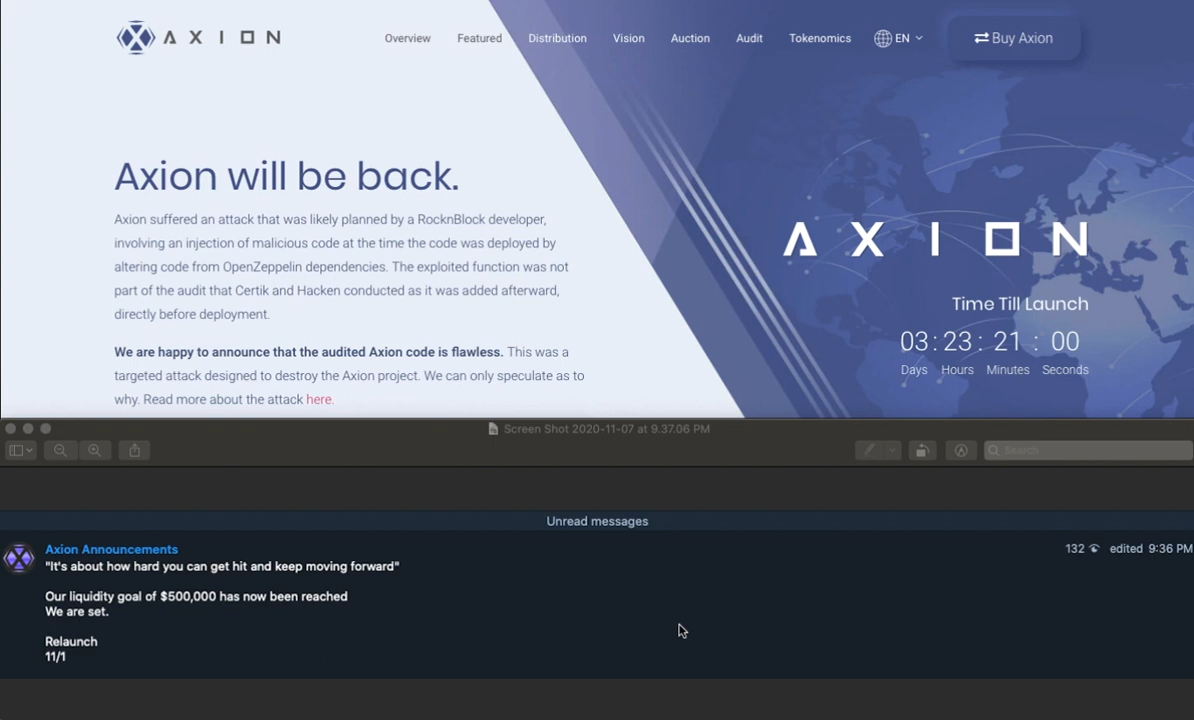 AXION
Overview Featured Distribution Vision Auction Audit Tokenomics EN Buy Axion
Axion will be back.
Axion suffered an attack that was likely planned by a RocknBlock developer,
involving an injection of malicious code at the time the code was deployed by
altering code from OpenZeppelin dependencies. The exploited function was not
part of the audit that Certik and Hacken conducted as it was added afterward,
directly before deployment.
We are happy to announce that the audited Axion code is flawless. This was a
targeted attack designed to destroy the Axion project. We can only speculate as to
why. Read more about the attack here.
AXION
Time Till Launch
03 : 23 : 21 : 00
Days Hours Minutes Seconds
Screen Shot 2020-11-07 at 9.37.06 PM
Search
Unread messages
Axion Announcements 132 edited 9:36 PM
"It's about how hard you can get hit and keep moving forward"
Our liquidity goal of $500,000 has now been reached
We are set.
Relaunch
11/1